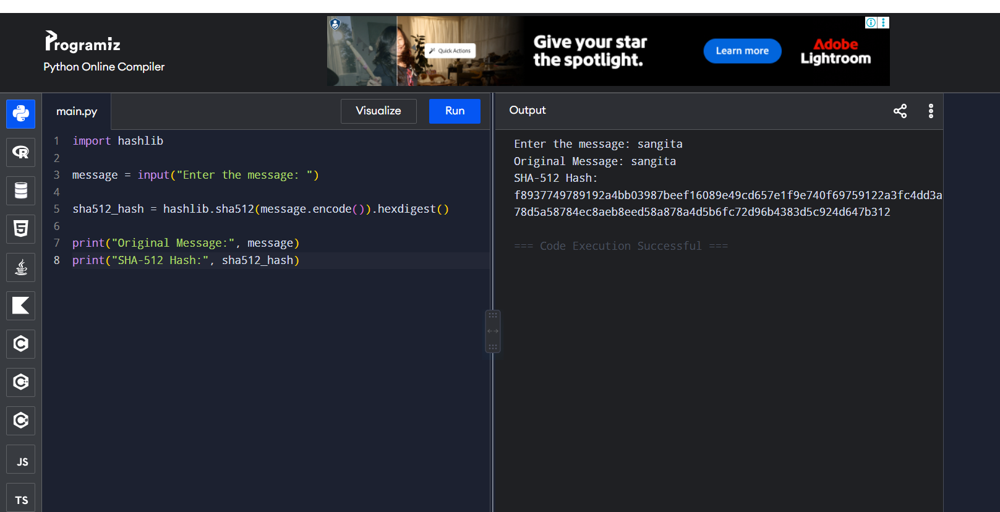 Programiz
Python Online Compiler
Quick Actions
Give your star
the spotlight.
Learn more
Adobe
Lightroom
main.py
Visualize
Run
Output
1 import hashlib
2
3 message = input("Enter the message: ")
4
5 sha512_hash = hashlib.sha512(message.encode()).hexdigest()
6
7 print("Original Message:", message)
8 print("SHA-512 Hash:", sha512_hash)
Enter the message: sangita
Original Message: sangita
SHA-512 Hash:
f8937749789192a4bb03987beef16089e49cd657e1f9e740f69759122a3fc4dd3a
78d5a58784ec8aeb8eed58a878a4d5b6fc72d96b4383d5c924d647b312
=== Code Execution Successful ===
JS
TS